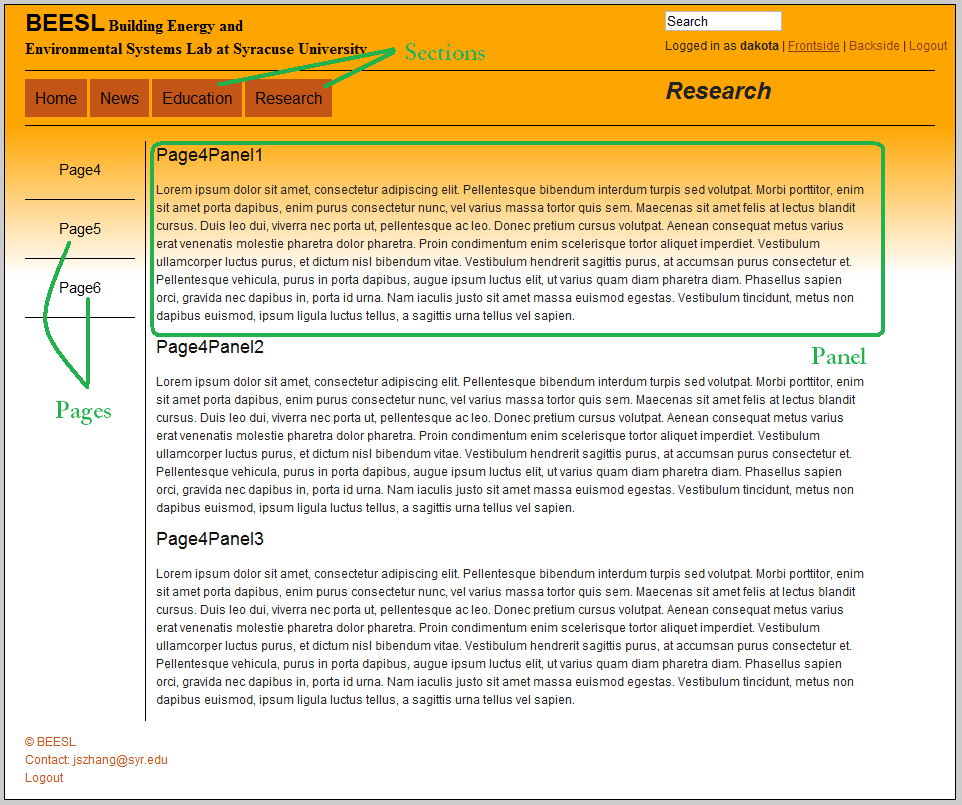 BEESL Building Energy and
Environmental Systems Lab at Syracuse University
Search
Logged in as dakota | Frontside | Backside | Logout
Sections
Home News Education Research
Research
Page4
Page5
Page6
Pages
Page4Panel1
Lorem ipsum dolor sit amet, consectetur adipiscing elit. Pellentesque bibendum interdum turpis sed volutpat. Morbi porttitor, enim
sit amet porta dapibus, enim purus consectetur nunc, vel varius massa tortor quis sem. Maecenas sit amet felis at lectus blandit
cursus. Duis leo dui, viverra nec porta ut, pellentesque ac leo. Donec pretium cursus volutpat. Aenean consequat metus varius
erat venenatis molestie pharetra dolor pharetra. Proin condimentum enim scelerisque tortor aliquet imperdiet. Vestibulum
ullamcorper luctus purus, et dictum nisl bibendum vitae. Vestibulum hendrerit sagittis purus, at accumsan purus consectetur et.
Pellentesque vehicula, purus in porta dapibus, augue ipsum luctus elit, ut varius quam diam pharetra diam. Phasellus sapien
orci, gravida nec dapibus in, porta id urna. Nam iaculis justo sit amet massa euismod egestas. Vestibulum tincidunt, metus non
dapibus euismod, ipsum ligula luctus tellus, a sagittis urna tellus vel sapien.
Panel
Page4Panel2
Lorem ipsum dolor sit amet, consectetur adipiscing elit. Pellentesque bibendum interdum turpis sed volutpat. Morbi porttitor, enim
sit amet porta dapibus, enim purus consectetur nunc, vel varius massa tortor quis sem. Maecenas sit amet felis at lectus blandit
cursus. Duis leo dui, viverra nec porta ut, pellentesque ac leo. Donec pretium cursus volutpat. Aenean consequat metus varius
erat venenatis molestie pharetra dolor pharetra. Proin condimentum enim scelerisque tortor aliquet imperdiet. Vestibulum
ullamcorper luctus purus, et dictum nisl bibendum vitae. Vestibulum hendrerit sagittis purus, at accumsan purus consectetur et.
Pellentesque vehicula, purus in porta dapibus, augue ipsum luctus elit, ut varius quam diam pharetra diam. Phasellus sapien
orci, gravida nec dapibus in, porta id urna. Nam iaculis justo sit amet massa euismod egestas. Vestibulum tincidunt, metus non
dapibus euismod, ipsum ligula luctus tellus, a sagittis urna tellus vel sapien.
Page4Panel3
Lorem ipsum dolor sit amet, consectetur adipiscing elit. Pellentesque bibendum interdum turpis sed volutpat. Morbi porttitor, enim
sit amet porta dapibus, enim purus consectetur nunc, vel varius massa tortor quis sem. Maecenas sit amet felis at lectus blandit
cursus. Duis leo dui, viverra nec porta ut, pellentesque ac leo. Donec pretium cursus volutpat. Aenean consequat metus varius
erat venenatis molestie pharetra dolor pharetra. Proin condimentum enim scelerisque tortor aliquet imperdiet. Vestibulum
ullamcorper luctus purus, et dictum nisl bibendum vitae. Vestibulum hendrerit sagittis purus, at accumsan purus consectetur et.
Pellentesque vehicula, purus in porta dapibus, augue ipsum luctus elit, ut varius quam diam pharetra diam. Phasellus sapien
orci, gravida nec dapibus in, porta id urna. Nam iaculis justo sit amet massa euismod egestas. Vestibulum tincidunt, metus non
dapibus euismod, ipsum ligula luctus tellus, a sagittis urna tellus vel sapien.
© BEESL
Contact: jszhang@syr.edu
Logout